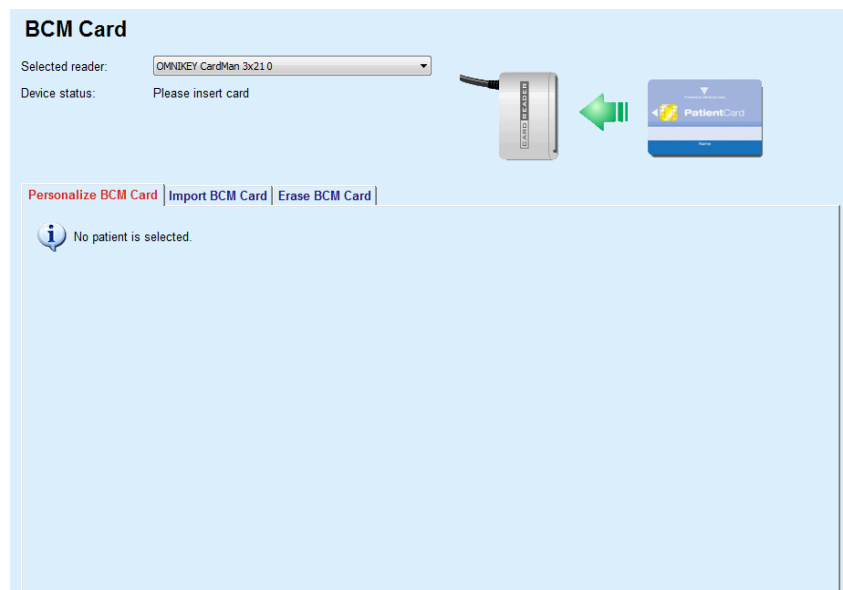 BCM Card
Selected reader: OMNIKEY CardMan 3x21 0
Device status: Please insert card
CARD READER
PatientCard
Name
Personalize BCM Card Import BCM Card Erase BCM Card
No patient is selected.